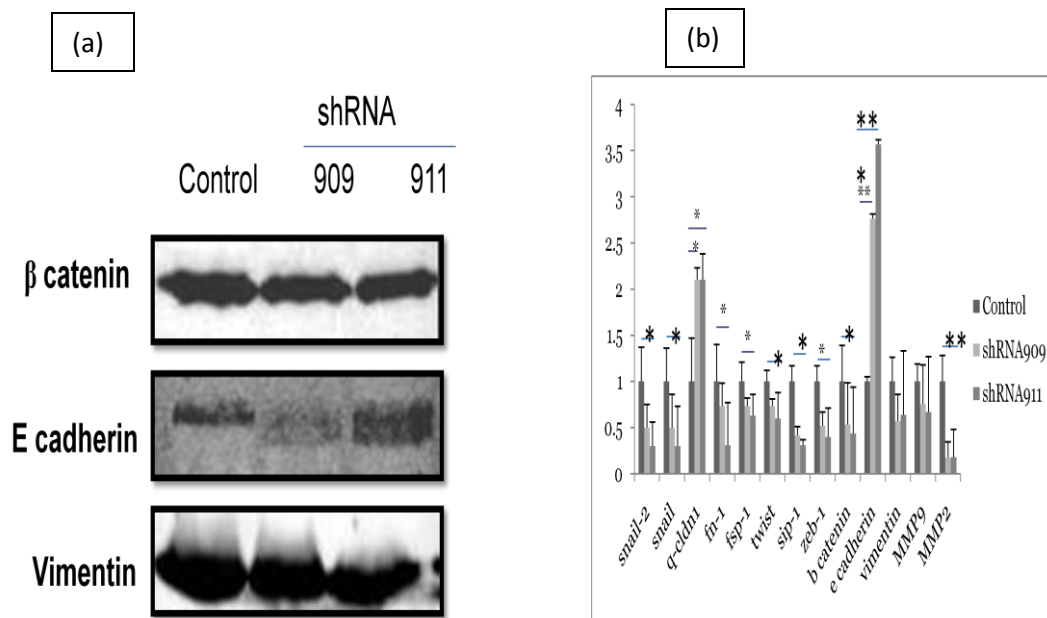 (a)
shRNA
Control 909 911
β catenin
E cadherin
Vimentin
(b)
4
3.5
3
2.5
2
1.5
1
0.5
0
**
*
**
*
*
*
*
*
*
*
*
*
*
**
Control
shRNA909
shRNA911
snail-2
snail
q-cldn1
fn-1
fsp-1
twist
sip-1
zeb-1
b catenin
e cadherin
vimentin
MMP9
MMP2